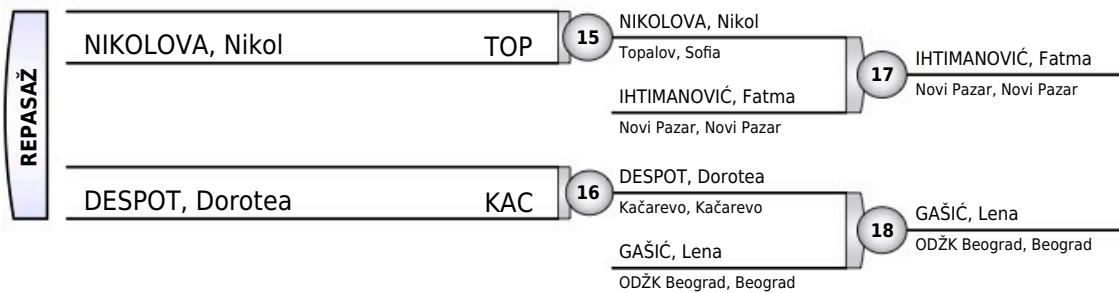 REPASAŽ
NIKOLOVA, Nikol TOP
15
NIKOLOVA, Nikol
Topalov, Sofia
IHTIMANOVIĆ, Fatma
Novi Pazar, Novi Pazar
17
IHTIMANOVIĆ, Fatma
Novi Pazar, Novi Pazar
DESPOT, Dorotea KAC
16
DESPOT, Dorotea
Kačarevo, Kačarevo
GAŠIĆ, Lena
ODŽK Beograd, Beograd
18
GAŠIĆ, Lena
ODŽK Beograd, Beograd